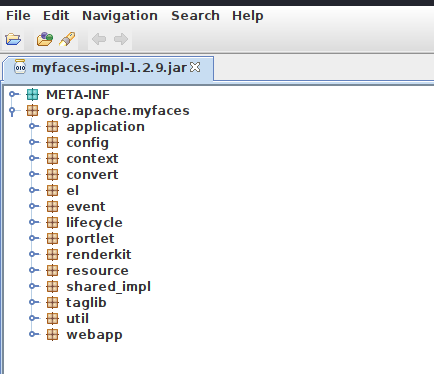 File Edit Navigation Search Help
myfaces-impl-1.2.9.jar
META-INF
org.apache.myfaces
application
config
context
convert
el
event
lifecycle
portlet
renderkit
resource
shared_impl
taglib
util
webapp